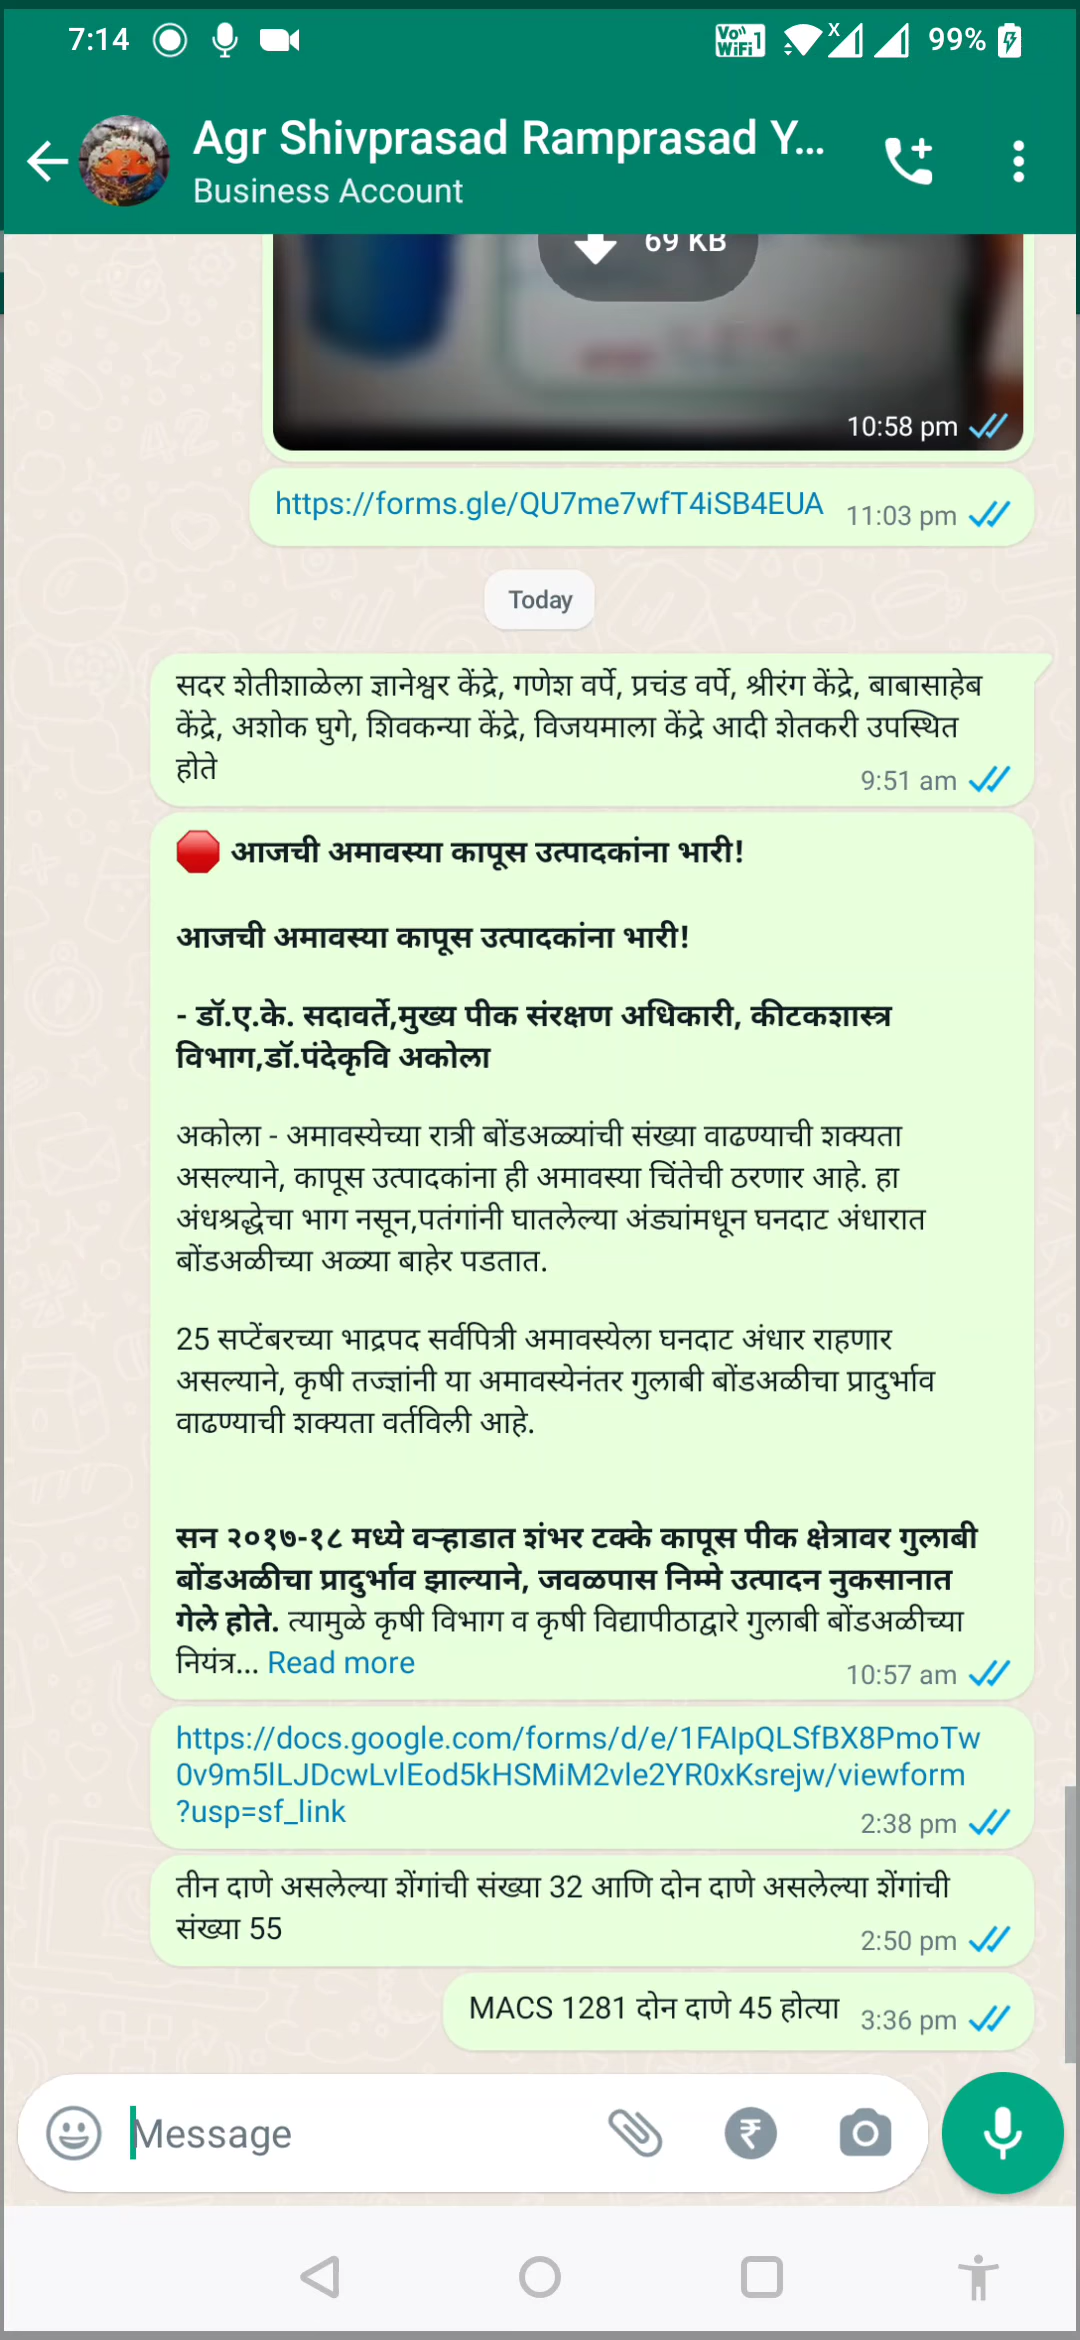 7:14
Vo WiFi 1
X
99%
Agr Shivprasad Ramprasad Y...
Business Account
69 KB
10:58 pm
https://forms.gle/QU7me7wfT4iSB4EUA
11:03 pm
Today
सदर शेतीशाळेला ज्ञानेश्वर केंद्रे, गणेश वर्पे, प्रचंड वर्पे, श्रीरंग केंद्रे, बाबासाहेब
केंद्रे, अशोक घुगे, शिवकन्या केंद्रे, विजयमाला केंद्रे आदी शेतकरी उपस्थित
होते
9:51 am
आजची अमावस्या कापूस उत्पादकांना भारी!
आजची अमावस्या कापूस उत्पादकांना भारी!
- डॉ.ए.के. सदावर्ते,मुख्य पीक संरक्षण अधिकारी, कीटकशास्त्र
विभाग,डॉ.पंदेकृवि अकोला
अकोला - अमावस्येच्या रात्री बोंडअळ्यांची संख्या वाढण्याची शक्यता
असल्याने, कापूस उत्पादकांना ही अमावस्या चिंतेची ठरणार आहे. हा
अंधश्रद्धेचा भाग नसून,पतंगांनी घातलेल्या अंड्यांमधून घनदाट अंधारात
बोंडअळीच्या अळ्या बाहेर पडतात.
25 सप्टेंबरच्या भाद्रपद सर्वपित्री अमावस्येला घनदाट अंधार राहणार
असल्याने, कृषी तज्ज्ञांनी या अमावस्येनंतर गुलाबी बोंडअळीचा प्रादुर्भाव
वाढण्याची शक्यता वर्तविली आहे.
सन २०१७-१८ मध्ये वऱ्हाडात शंभर टक्के कापूस पीक क्षेत्रावर गुलाबी
बोंडअळीचा प्रादुर्भाव झाल्याने, जवळपास निम्मे उत्पादन नुकसानात
गेले होते. त्यामुळे कृषी विभाग व कृषी विद्यापीठाद्वारे गुलाबी बोंडअळीच्या
नियंत्र... Read more
10:57 am
https://docs.google.com/forms/d/e/1FAIpQLSfBX8PmoTw
0v9m5lLJDcwLvlEod5kHSMiM2vle2YR0xKsrejw/viewform
?usp=sf_link
2:38 pm
तीन दाणे असलेल्या शेंगांची संख्या 32 आणि दोन दाणे असलेल्या शेंगांची
संख्या 55
2:50 pm
MACS 1281 दोन दाणे 45 होत्या
3:36 pm
Message